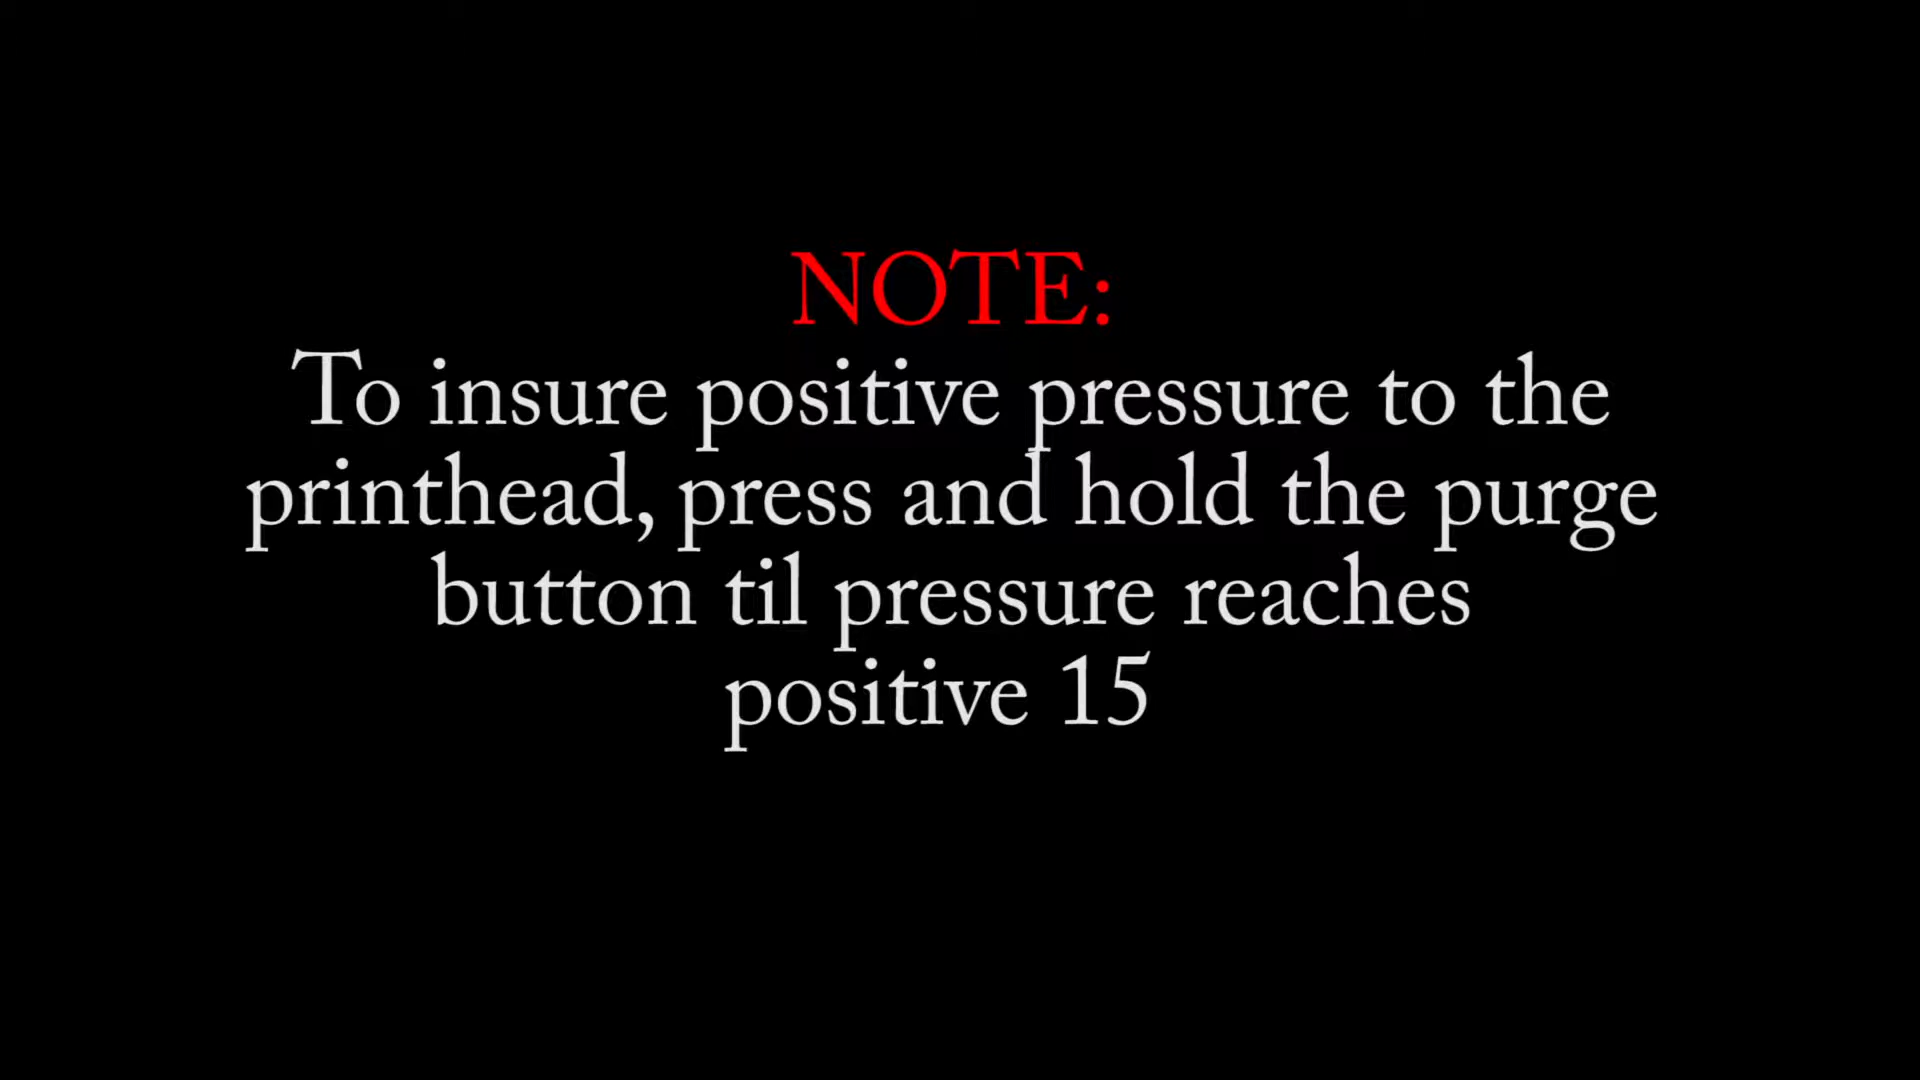 NOTE:
To insure positive pressure to the
printhead, press and hold the purge
button til pressure reaches
positive 15